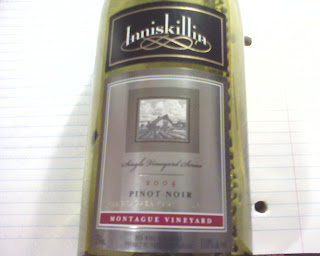 Inniskillin
Single Vineyard Series
2004
PINOT NOIR
MONTAGUE VINEYARD